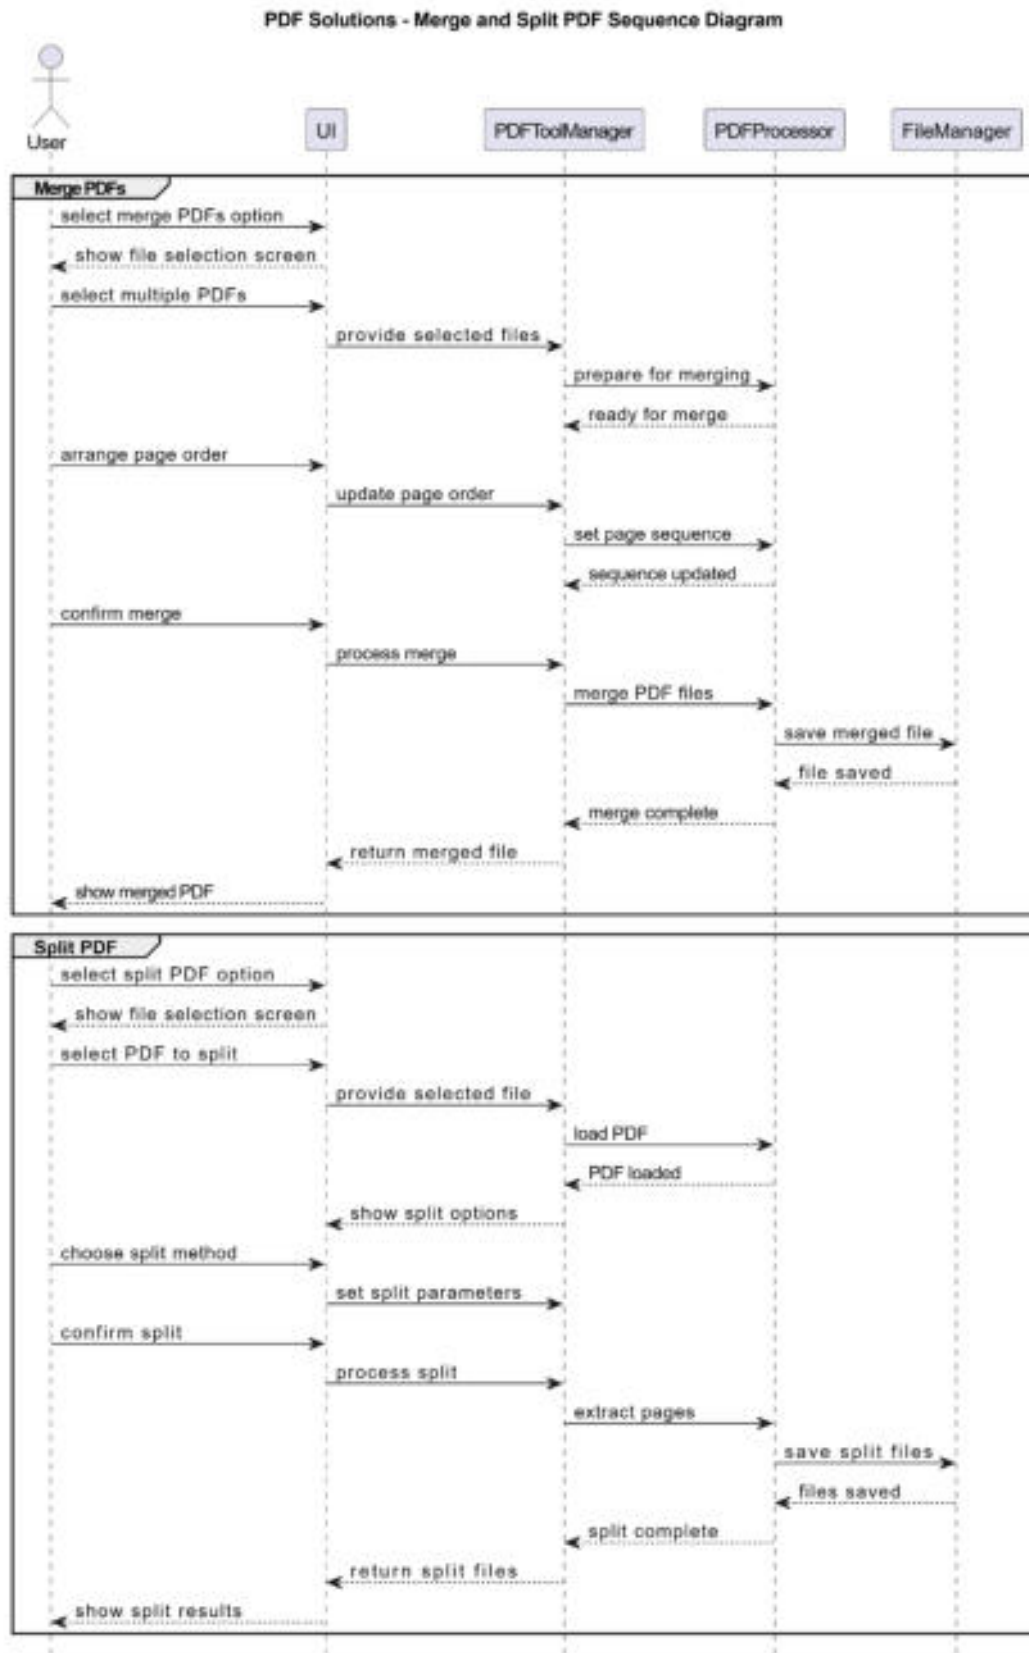 PDF Solutions - Merge and Split PDF Sequence Diagram
User
UI
PDFToolManager
PDFProcessor
FileManager
Merge PDFs
select merge PDFs option
show file selection screen
select multiple PDFs
provide selected files
prepare for merging
ready for merge
arrange page order
update page order
set page sequence
sequence updated
confirm merge
process merge
merge PDF files
save merged file
file saved
merge complete
return merged file
show merged PDF
Split PDF
select split PDF option
show file selection screen
select PDF to split
provide selected file
load PDF
PDF loaded
show split options
choose split method
set split parameters
confirm split
process split
extract pages
save split files
files saved
split complete
return split files
show split results